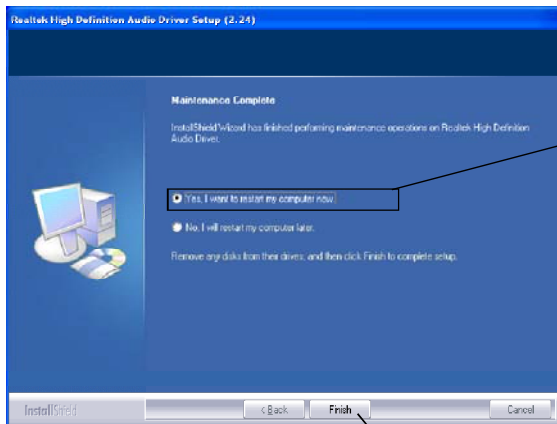 Realtek High Definition Audio Driver Setup (2.24)
Maintenance Complete
InstallShield Wizard has finished performing maintenance operations on Realtek High Definition
Audio Driver.
Yes, I want to restart my computer now.
No, I will restart my computer later.
Remove any disks from their drives, and then click Finish to complete setup.
InstallShield
< Back
Finish
Cancel